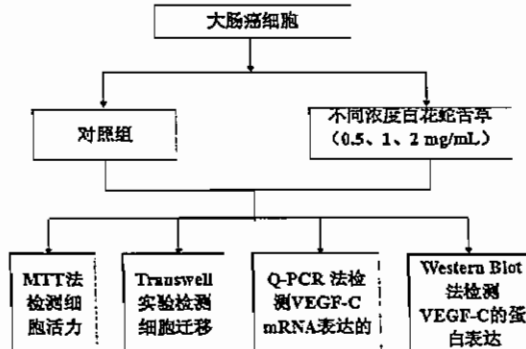 大肠癌细胞
对照组
不同浓度白花蛇舌草
（0.5、1、2 mg/mL）
MTT法
检测细
胞活力
Transwell
实验检测
细胞迁移
Q-PCR 法检
测VEGF-C
mRNA表达的
Western Blot
法检测
VEGF-C的蛋
白表达